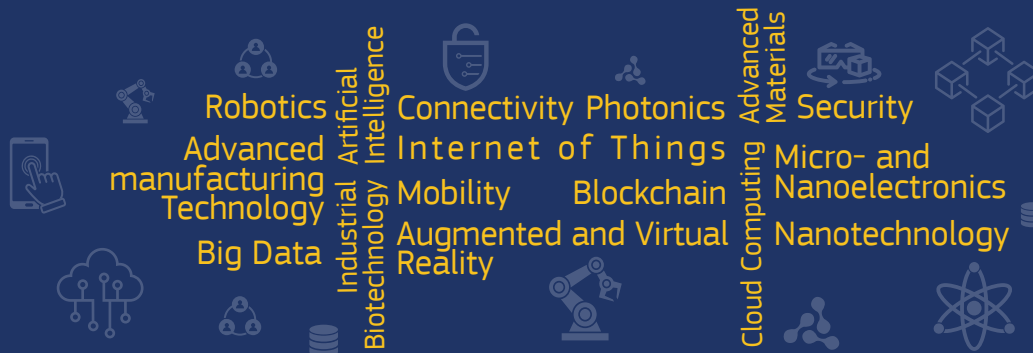 Robotics
Advanced
manufacturing
Technology
Big Data
Artificial
Intelligence
Industrial
Biotechnology
Connectivity
Photonics
Internet of Things
Mobility
Blockchain
Augmented and Virtual
Reality
Advanced
Materials
Cloud Computing
Security
Micro- and
Nanoelectronics
Nanotechnology